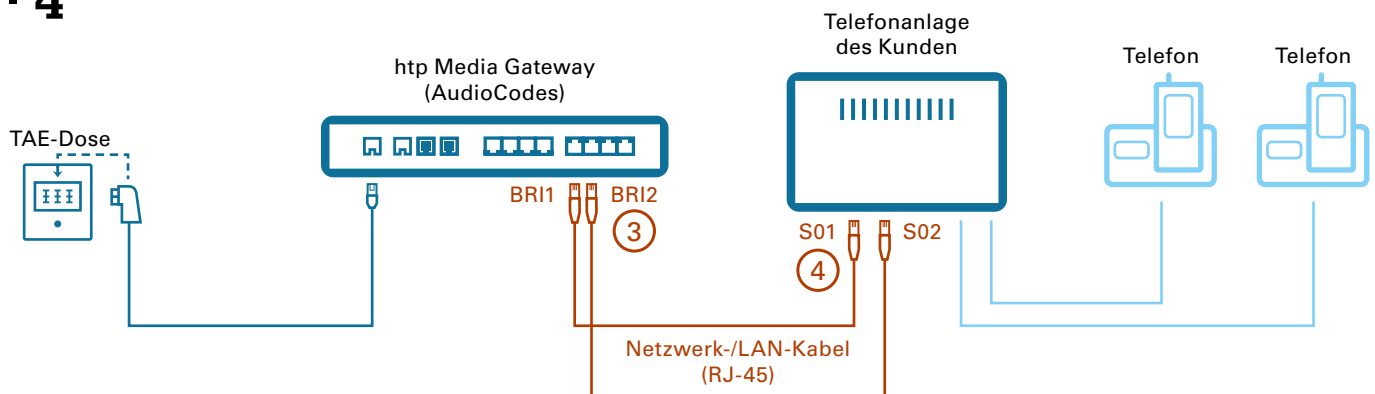 4
Telefonanlage
des Kunden
htp Media Gateway
(AudioCodes)
Telefon
Telefon
TAE-Dose
BRI1
BRI2
3
S01
S02
4
Netzwerk-/LAN-Kabel
(RJ-45)